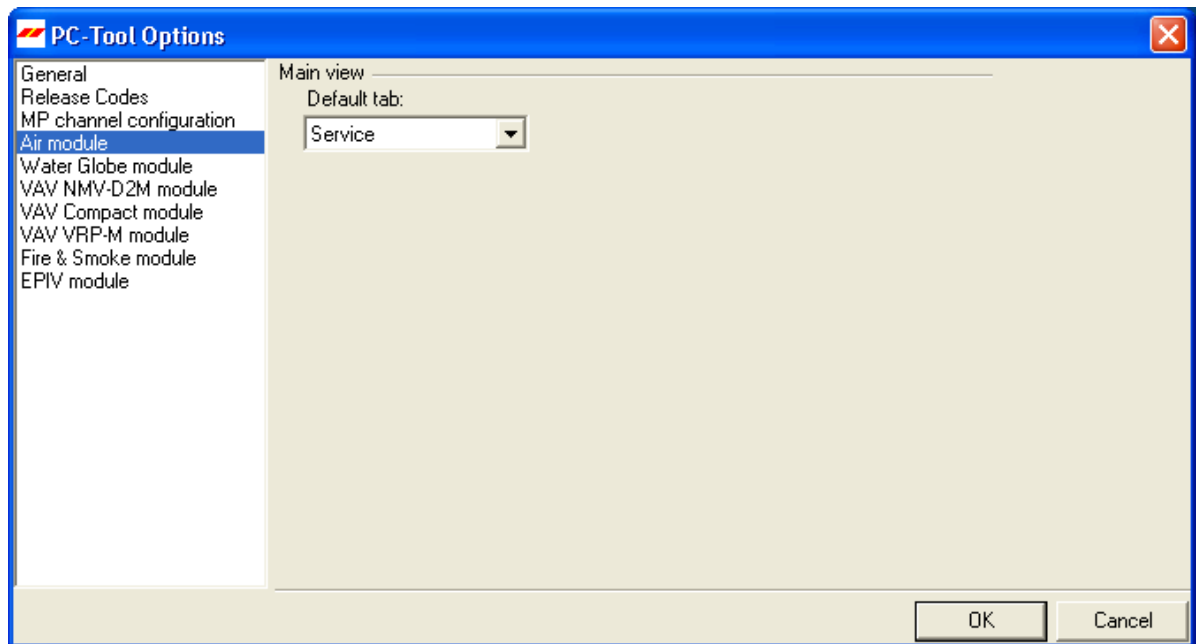 PC-Tool Options
General
Release Codes
MP channel configuration
Air module
Water Globe module
VAV NMV-D2M module
VAV Compact module
VAV VRP-M module
Fire & Smoke module
EPIV module
Main view
Default tab:
Service
OK
Cancel